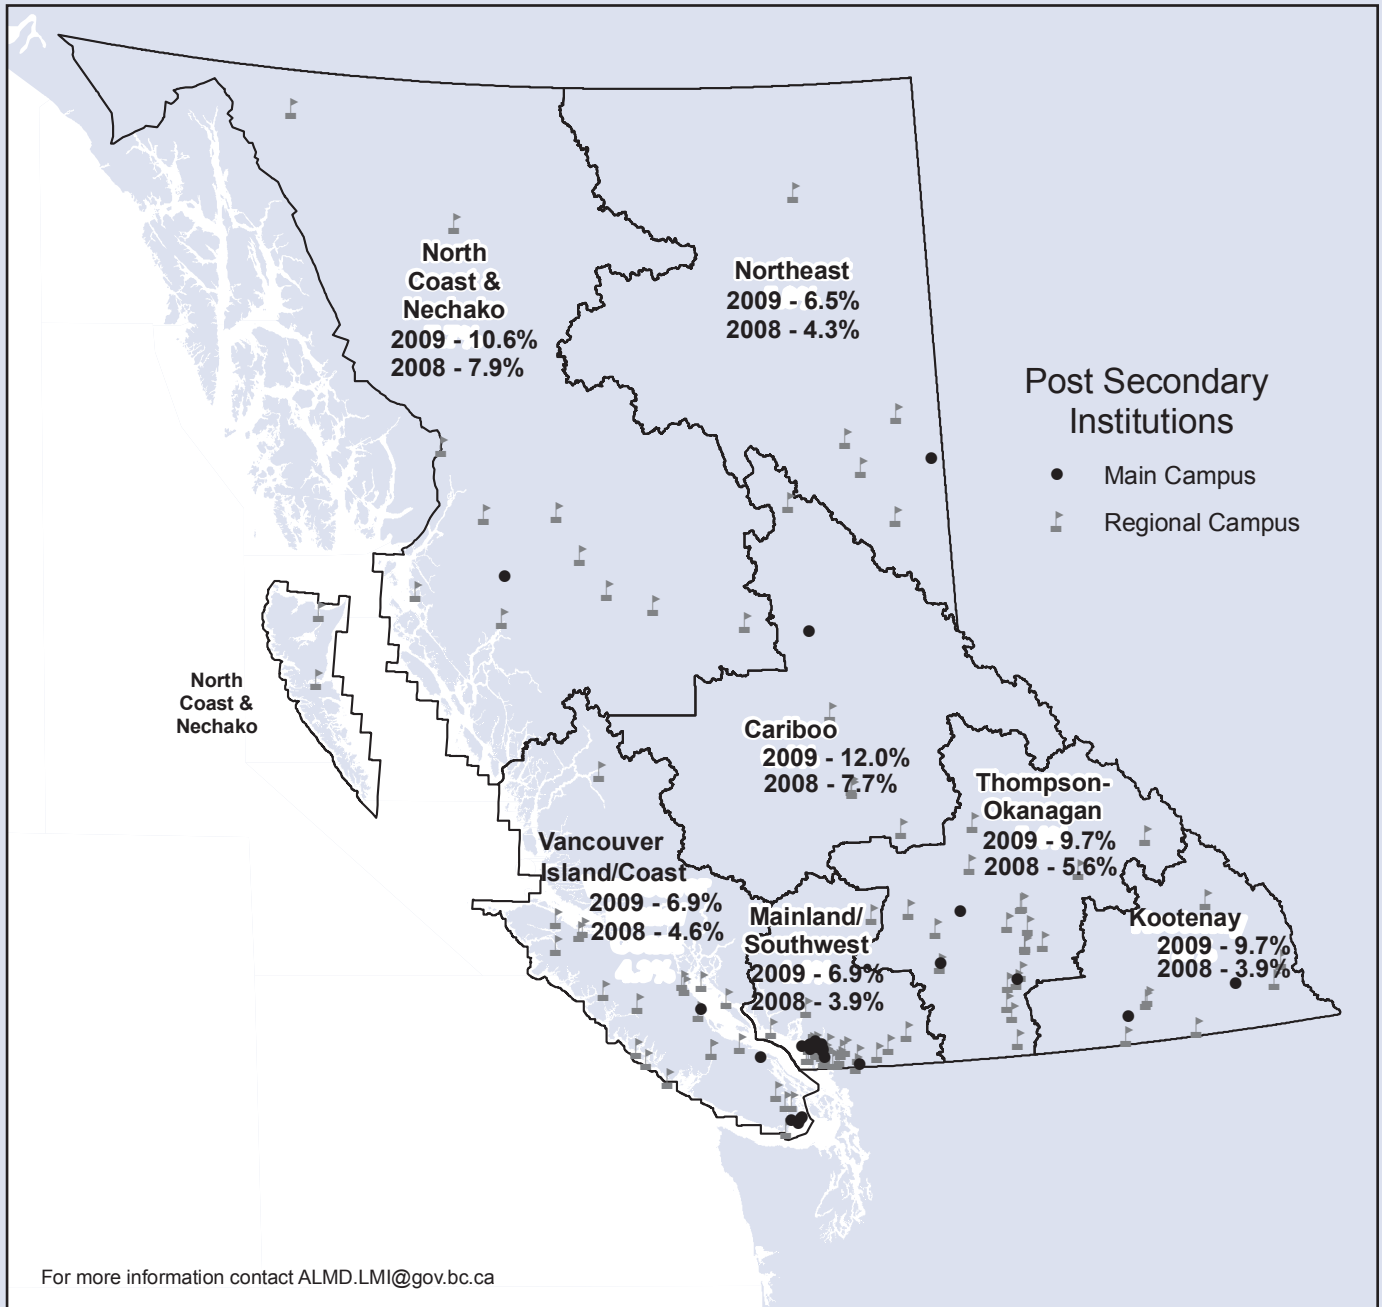 North
Coast &
Nechako
2009 - 10.6%
2008 - 7.9%
Northeast
2009 - 6.5%
2008 - 4.3%
Post Secondary
Institutions
Main Campus
Regional Campus
North
Coast &
Nechako
Cariboo
2009 - 12.0%
2008 - 7.7%
Thompson-
Okanagan
2009 - 9.7%
2008 - 5.6%
Vancouver
Island/Coast
2009 - 6.9%
2008 - 4.6%
Mainland/
Southwest
2009 - 6.9%
2008 - 3.9%
Kootenay
2009 - 9.7%
2008 - 3.9%
For more information contact ALMD.LMI@gov.bc.ca